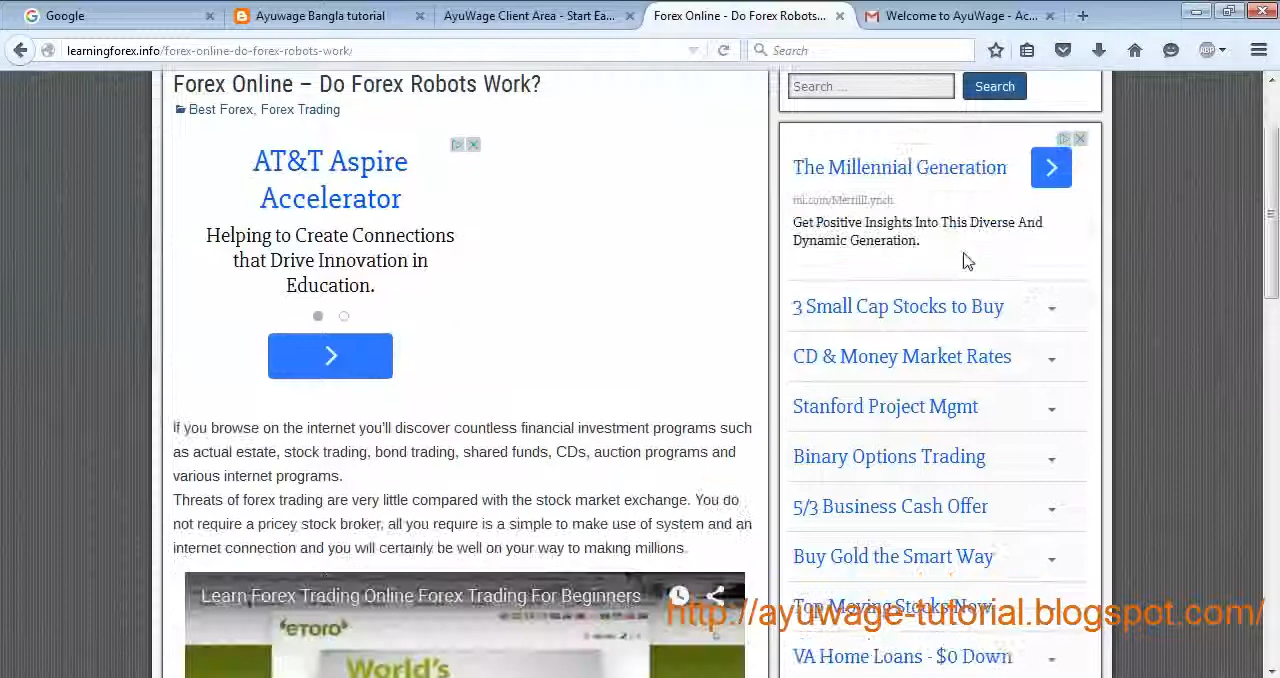 Google
Ayuwage Bangla tutorial
AyuWage Client Area - Start Ea...
Forex Online - Do Forex Robots...
Welcome to AyuWage - Ac...
learningforex.info/forex-online-do-forex-robots-work/
Search
ABP
Forex Online – Do Forex Robots Work?
Best Forex, Forex Trading
AT&T Aspire
Accelerator
Helping to Create Connections
that Drive Innovation in
Education.
If you browse on the internet you'll discover countless financial investment programs such
as actual estate, stock trading, bond trading, shared funds, CDs, auction programs and
various internet programs.
Threats of forex trading are very little compared with the stock market exchange. You do
not require a pricey stock broker, all you require is a simple to make use of system and an
internet connection and you will certainly be well on your way to making millions.
Learn Forex Trading Online Forex Trading For Beginners
eToro
World's
Search ...
Search
The Millennial Generation
ml.com/MerrillLynch
Get Positive Insights Into This Diverse And
Dynamic Generation.
3 Small Cap Stocks to Buy
CD & Money Market Rates
Stanford Project Mgmt
Binary Options Trading
5/3 Business Cash Offer
Buy Gold the Smart Way
Top Moving Stocks Now
VA Home Loans - $0 Down
http://ayuwage-tutorial.blogspot.com/